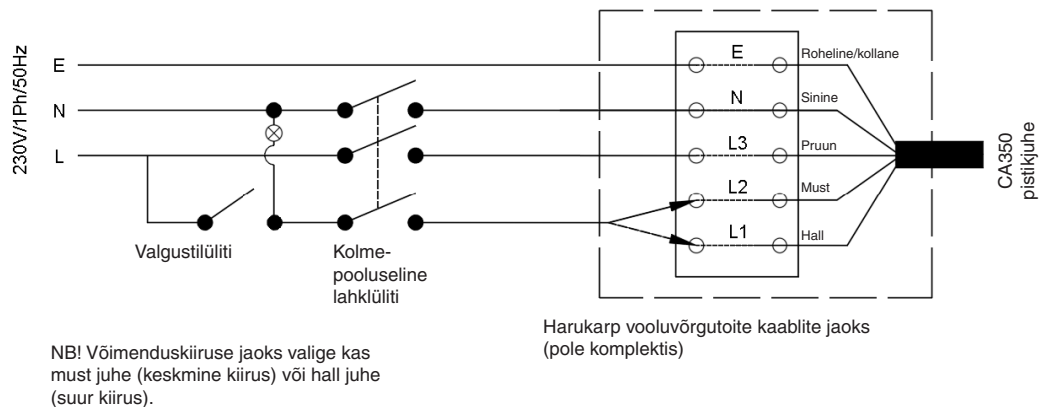 230V/1Ph/50Hz
E
N
L
Valgustilüliti
Kolme-
pooluseline
lahklüliti
E
N
L3
L2
L1
Roheline/kollane
Sinine
Pruun
Must
Hall
CA350
pistikjuhe
Harukarp vooluvõrgutoite kaablite jaoks
(pole komplektis)
NB! Võimenduskiiruse jaoks valige kas
must juhe (keskmine kiirus) või hall juhe
(suur kiirus).